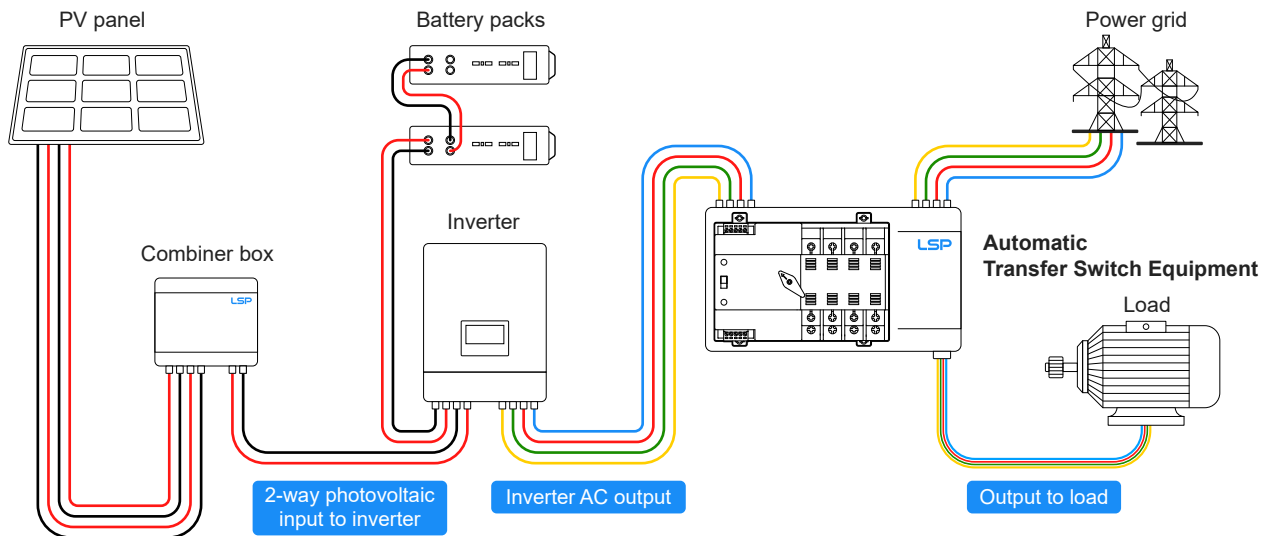 PV panel
Battery packs
Power grid
Inverter
LSP
Automatic
Transfer Switch Equipment
Combiner box
LSP
Load
2-way photovoltaic
input to inverter
Inverter AC output
Output to load